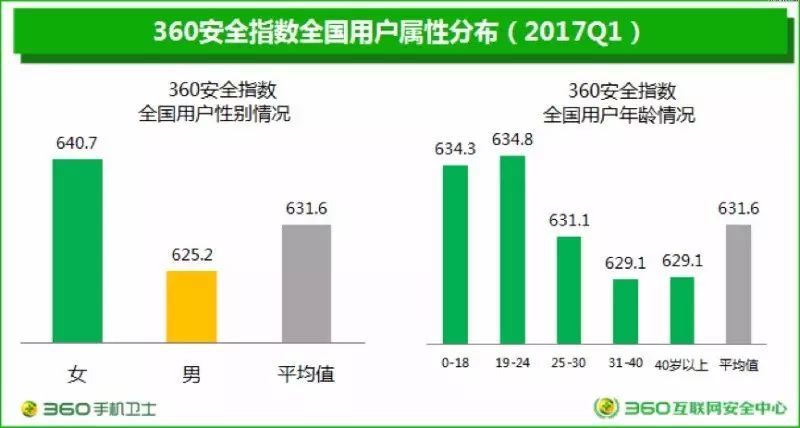 360安全指数全国用户属性分布（2017Q1）
360安全指数
全国用户性别情况
640.7
625.2
631.6
女
男
平均值
360手机卫士
360安全指数
全国用户年龄情况
634.3
634.8
631.1
629.1
629.1
631.6
0-18
19-24
25-30
31-40
40岁以上
平均值
360互联网安全中心